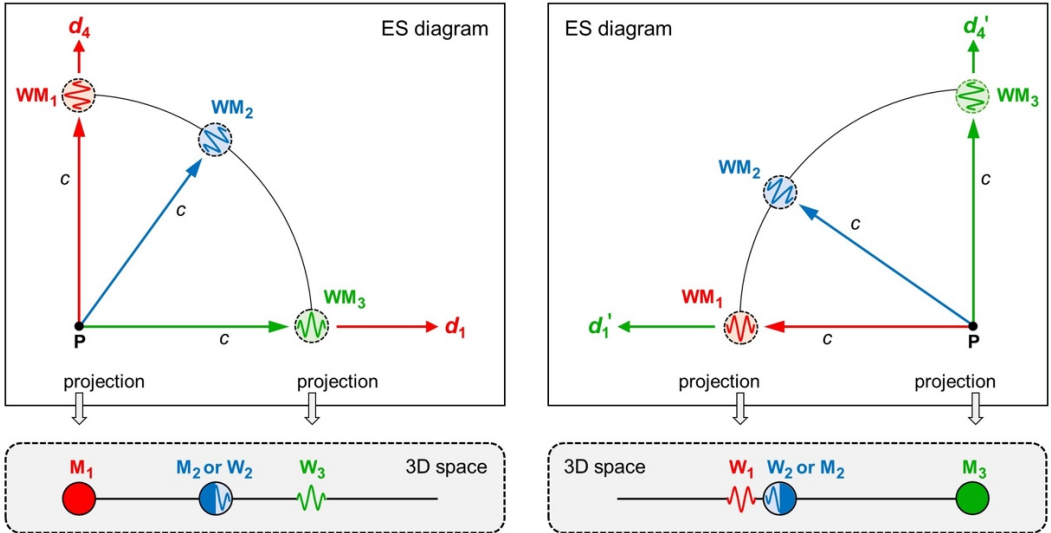 ES diagram
d₄
WM₁
WM₂
c
c
WM₃
P
c
d₁
projection
projection
M₁
M₂ or W₂
W₃
3D space
ES diagram
d₄'
WM₃
WM₂
c
c
WM₁
d₁'
c
P
projection
projection
3D space
W₁
W₂ or M₂
M₃